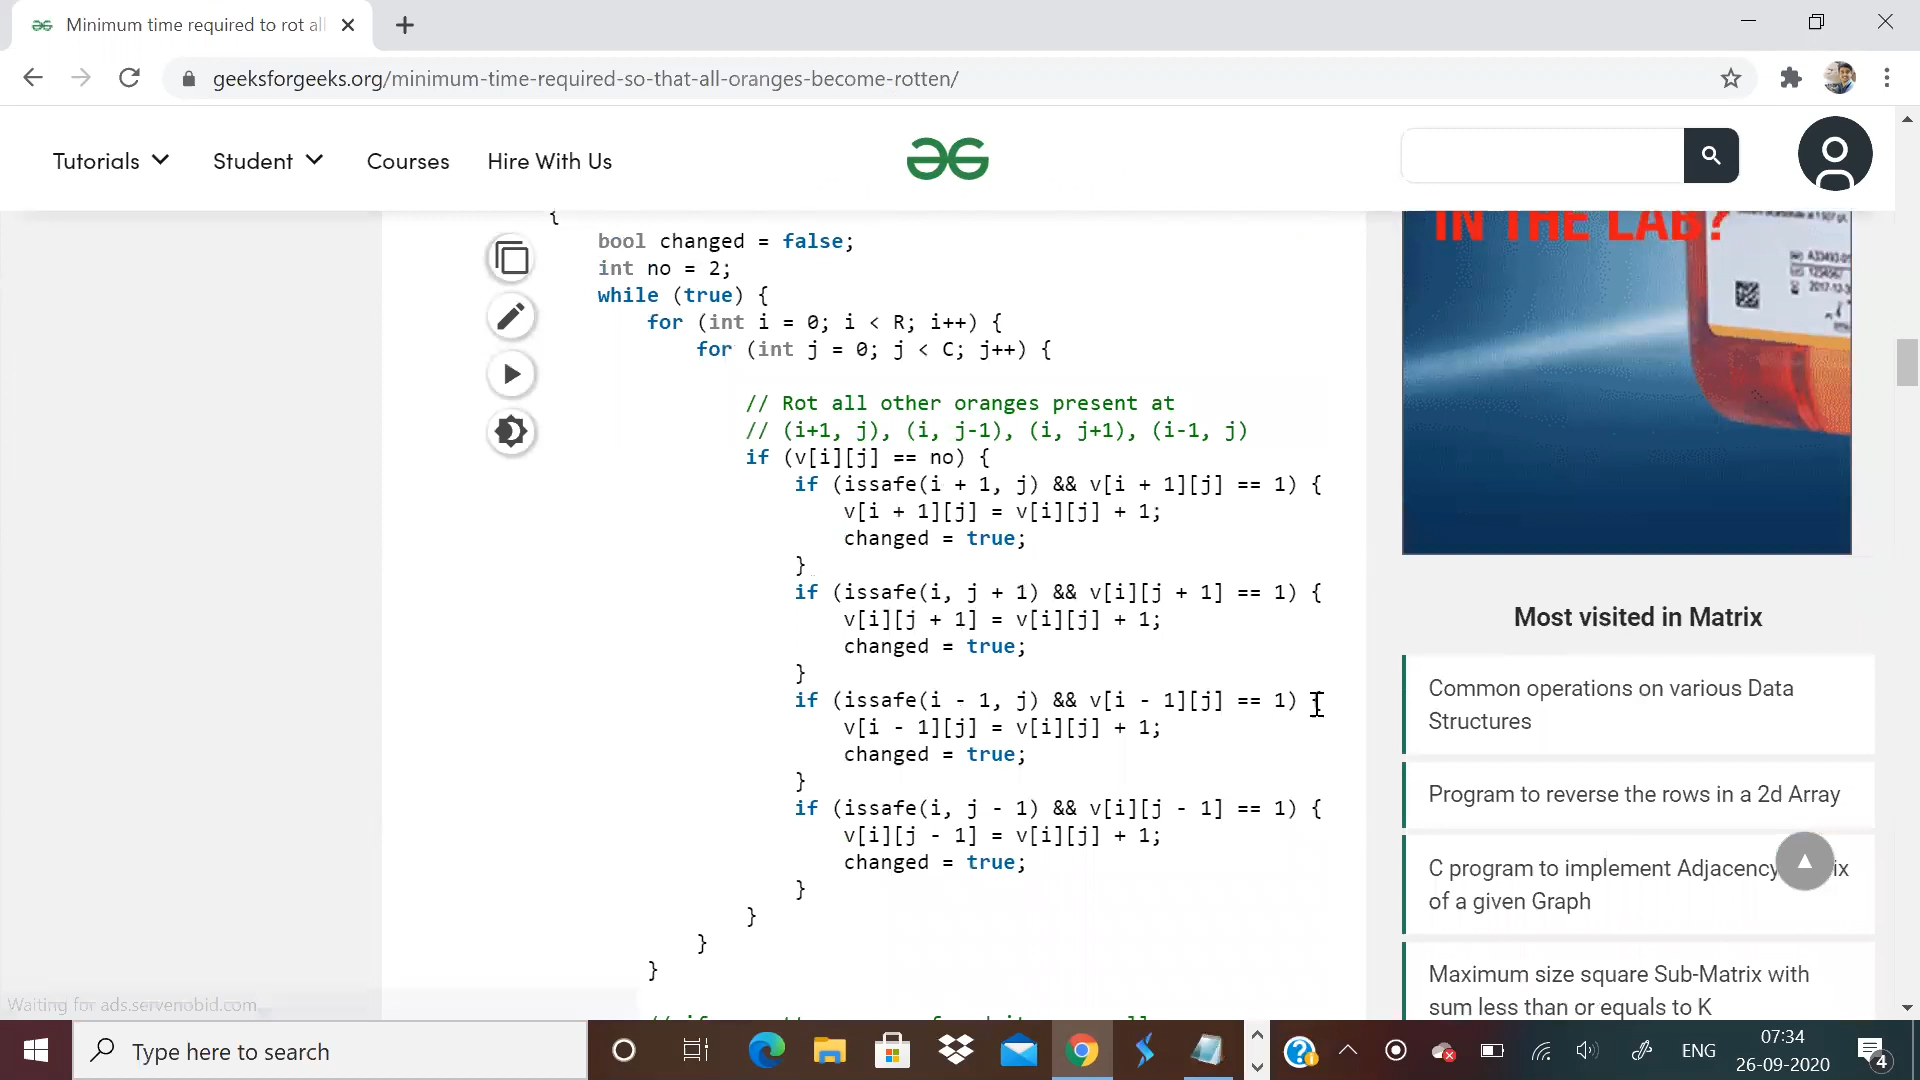 Minimum time required to rot all
geeksforgeeks.org/minimum-time-required-so-that-all-oranges-become-rotten/
Tutorials Student Courses Hire With Us
IN THE LAB?
{
bool changed = false;
int no = 2;
while (true) {
for (int i = 0; i < R; i++) {
for (int j = 0; j < C; j++) {
// Rot all other oranges present at
// (i+1, j), (i, j-1), (i, j+1), (i-1, j)
if (v[i][j] == no) {
if (issafe(i + 1, j) && v[i + 1][j] == 1) {
v[i + 1][j] = v[i][j] + 1;
changed = true;
}
if (issafe(i, j + 1) && v[i][j + 1] == 1) {
v[i][j + 1] = v[i][j] + 1;
changed = true;
}
if (issafe(i - 1, j) && v[i - 1][j] == 1) {
v[i - 1][j] = v[i][j] + 1;
changed = true;
}
if (issafe(i, j - 1) && v[i][j - 1] == 1) {
v[i][j - 1] = v[i][j] + 1;
changed = true;
}
}
}
}
Most visited in Matrix
Common operations on various Data
Structures
Program to reverse the rows in a 2d Array
C program to implement Adjacency ix
of a given Graph
Maximum size square Sub-Matrix with
sum less than or equals to K
Waiting for ads.servenobid.com
Type here to search
ENG
07:34
26-09-2020
4